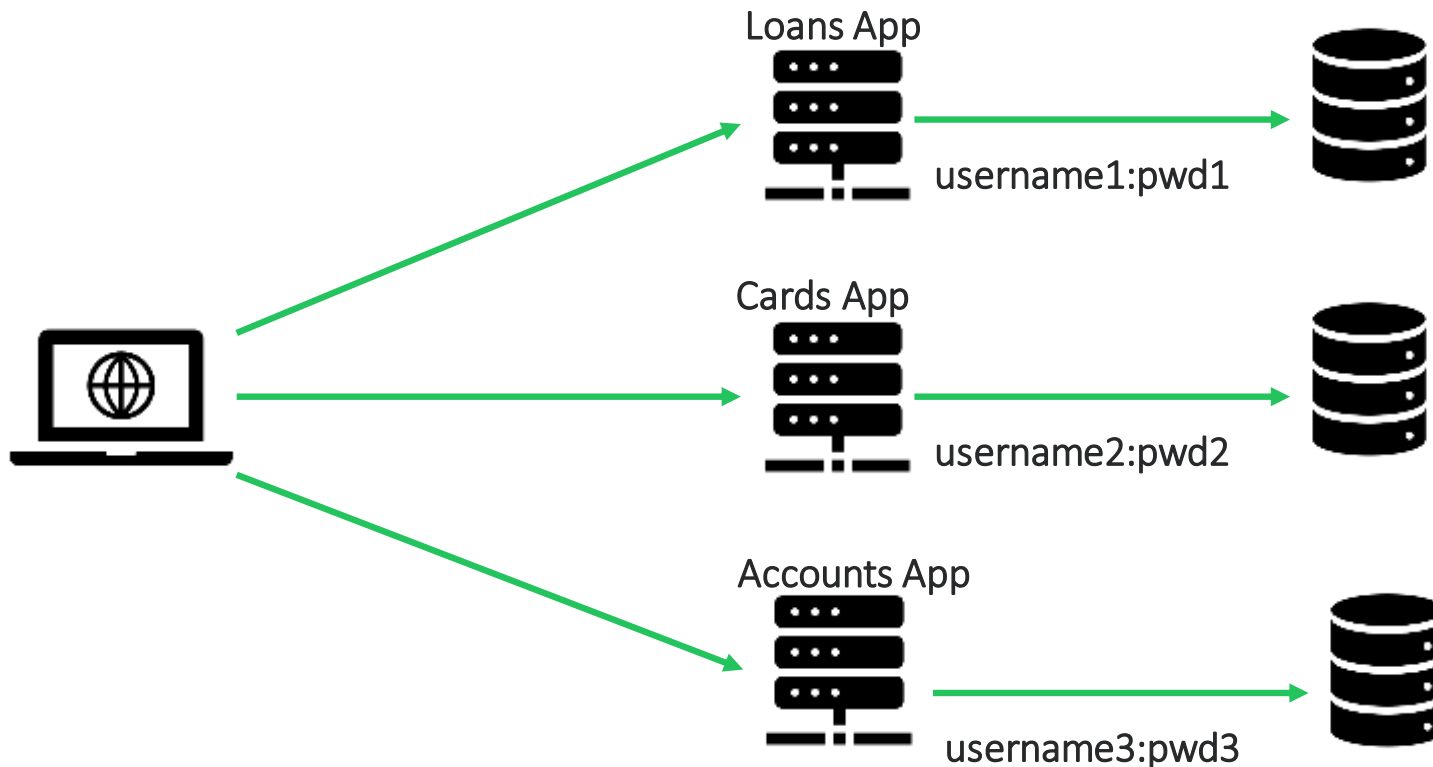 Loans App
username1:pwd1
Cards App
username2:pwd2
Accounts App
username3:pwd3